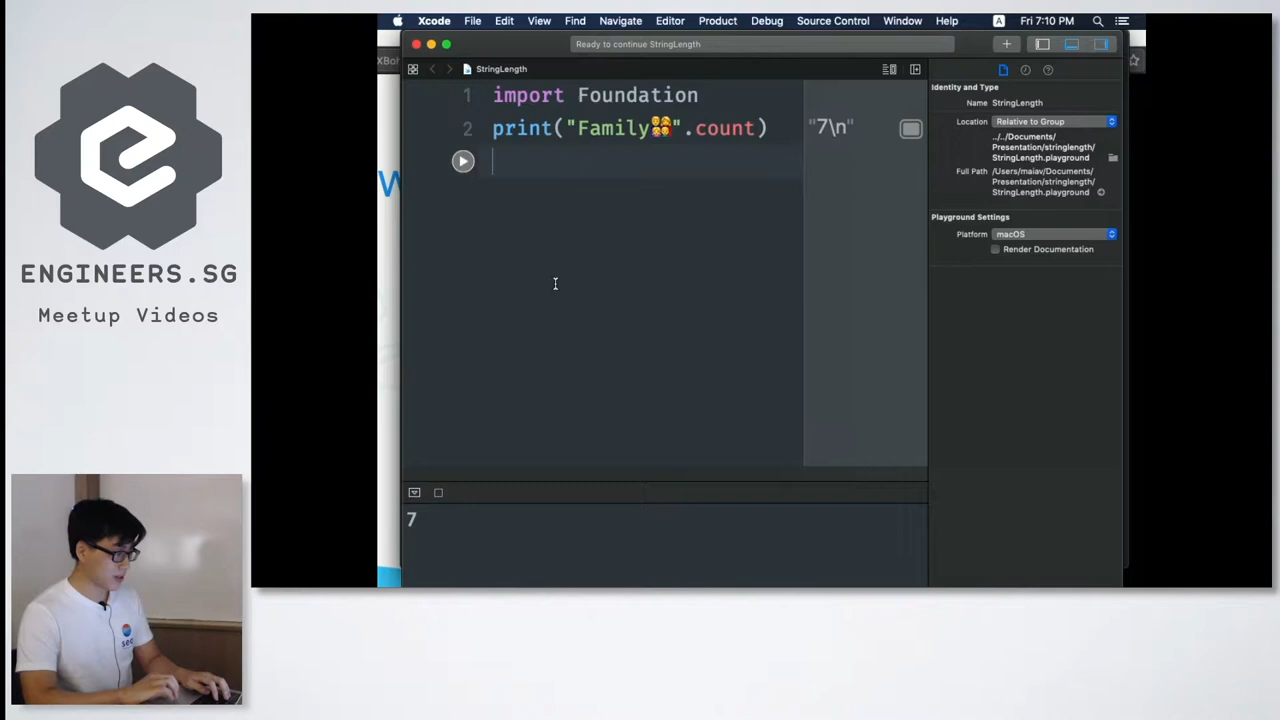 Xcode File Edit View Find Navigate Editor Product Debug Source Control Window Help A Fri 7:10 PM
Ready to continue StringLength
StringLength
XBoh
W
1 import Foundation
2 print("Family👨‍👩‍👧‍👦".count)
"7\n"
7
Identity and Type
Name StringLength
Location Relative to Group
../../Documents/
Presentation/stringlength/
StringLength.playground
Full Path /Users/maiav/Documents/
Presentation/stringlength/
StringLength.playground
Playground Settings
Platform macOS
Render Documentation
ENGINEERS.SG
Meetup Videos